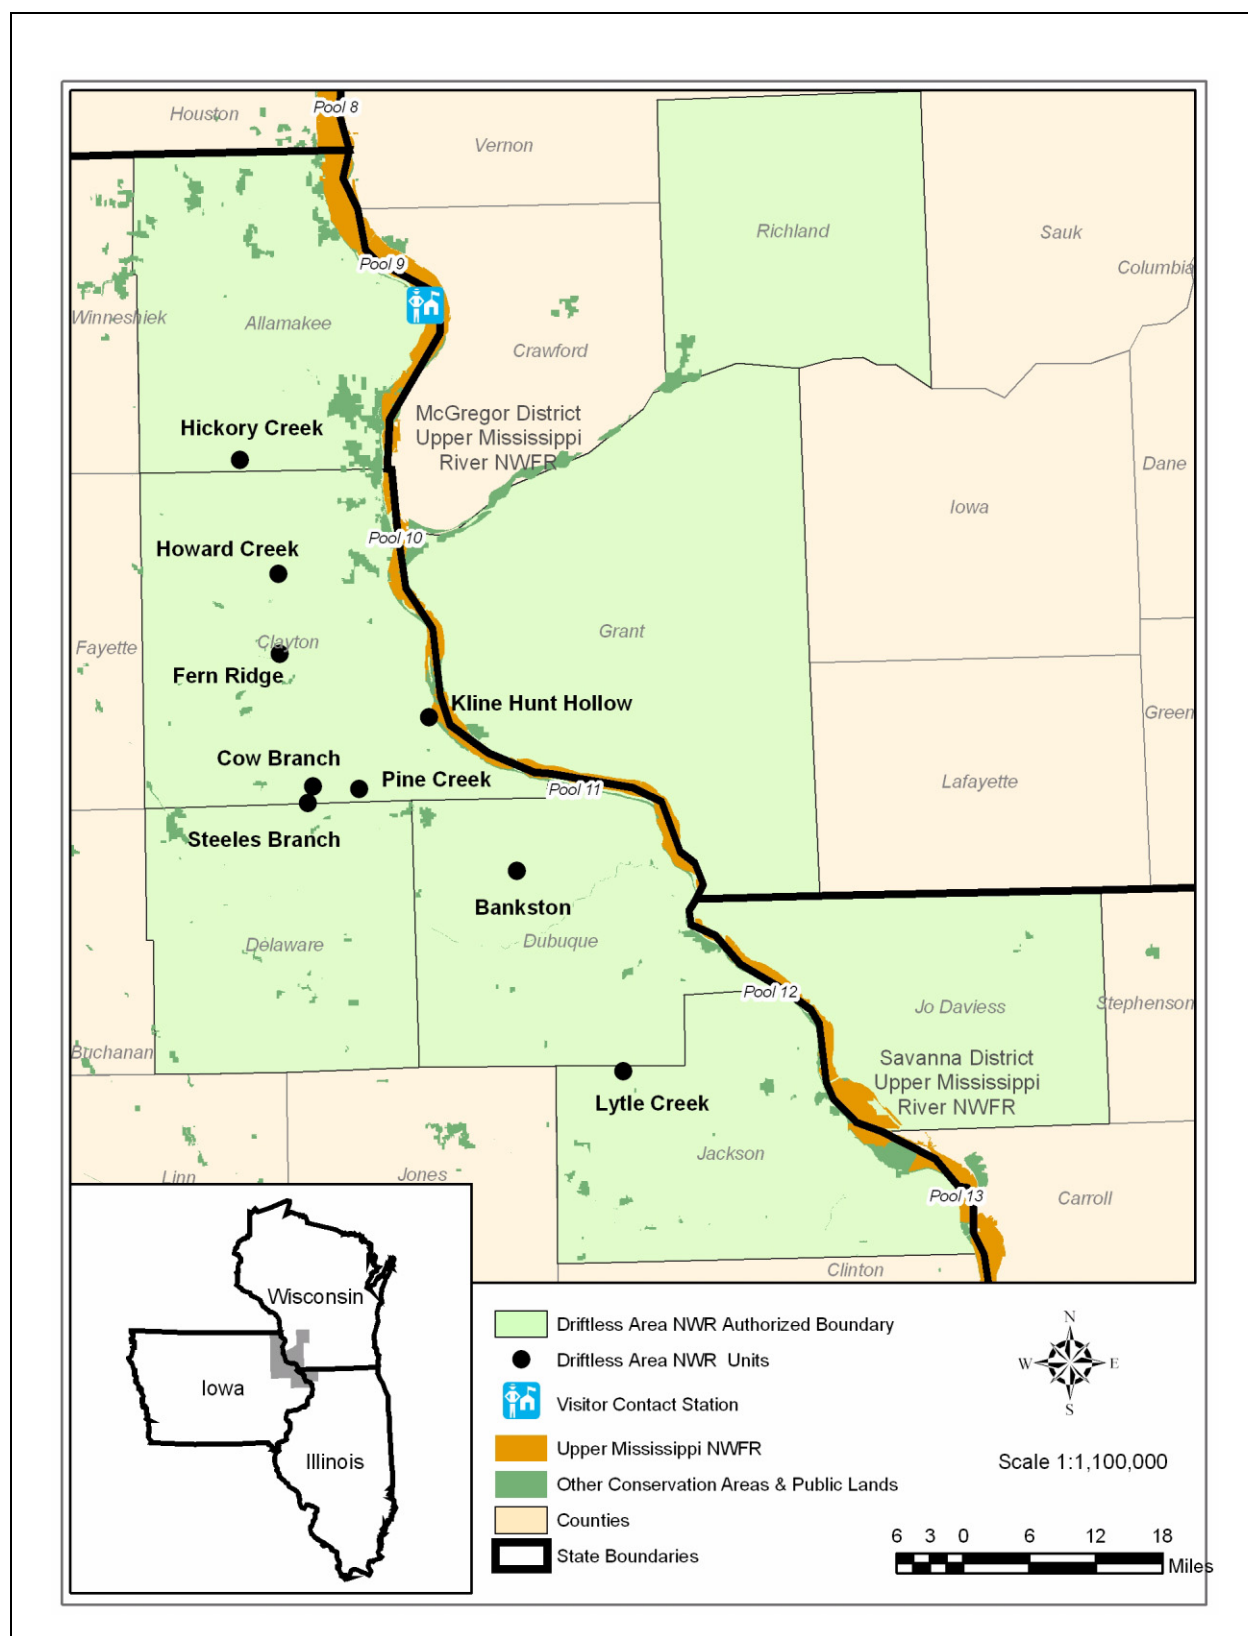 Pool 8
Houston
Vernon
Richland
Sauk
Columbia
Pool 9
Winneshiek
Allamakee
Crawford
McGregor District
Upper Mississippi
River NWFR
Hickory Creek
Dane
Iowa
Pool 10
Howard Creek
Grant
Fayette
Clayton
Fern Ridge
Kline Hunt Hollow
Green
Cow Branch
Pine Creek
Pool 11
Lafayette
Steeles Branch
Bankston
Delaware
Dubuque
Pool 12
Jo Daviess
Stephenson
Buchanan
Savanna District
Upper Mississippi
River NWFR
Lytle Creek
Jackson
Linn
Jones
Pool 13
Carroll
Clinton
Wisconsin
Iowa
Illinois
Driftless Area NWR Authorized Boundary
Driftless Area NWR Units
Visitor Contact Station
Upper Mississippi NWFR
Other Conservation Areas & Public Lands
Counties
State Boundaries
N
W E
S
Scale 1:1,100,000
6 3 0 6 12 18
Miles